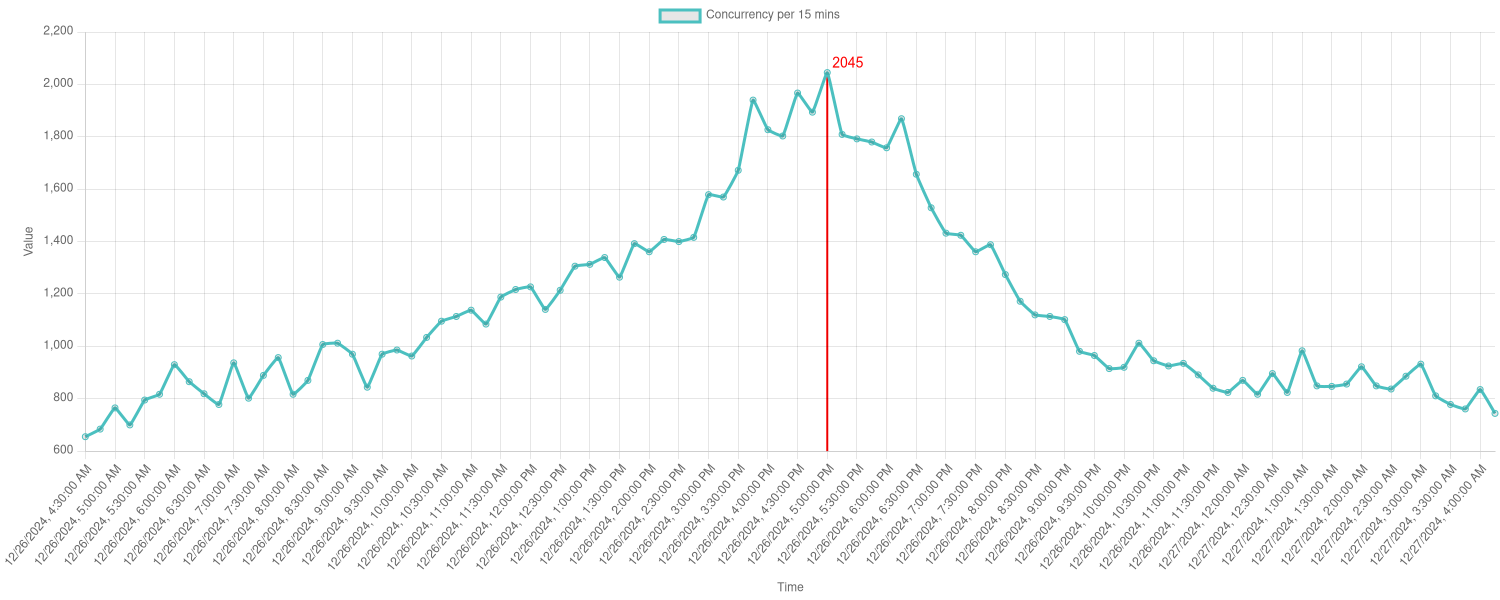 Concurrency per 15 mins
2,200
2,000
1,800
1,600
1,400
1,200
1,000
800
600
Value
2045
12/26/2024, 4:30:00 AM
12/26/2024, 5:00:00 AM
12/26/2024, 5:30:00 AM
12/26/2024, 6:00:00 AM
12/26/2024, 6:30:00 AM
12/26/2024, 7:00:00 AM
12/26/2024, 7:30:00 AM
12/26/2024, 8:00:00 AM
12/26/2024, 8:30:00 AM
12/26/2024, 9:00:00 AM
12/26/2024, 9:30:00 AM
12/26/2024, 10:00:00 AM
12/26/2024, 10:30:00 AM
12/26/2024, 11:00:00 AM
12/26/2024, 11:30:00 AM
12/26/2024, 12:00:00 PM
12/26/2024, 12:30:00 PM
12/26/2024, 1:00:00 PM
12/26/2024, 1:30:00 PM
12/26/2024, 2:00:00 PM
12/26/2024, 2:30:00 PM
12/26/2024, 3:00:00 PM
12/26/2024, 3:30:00 PM
12/26/2024, 4:00:00 PM
12/26/2024, 4:30:00 PM
12/26/2024, 5:00:00 PM
12/26/2024, 5:30:00 PM
12/26/2024, 6:00:00 PM
12/26/2024, 6:30:00 PM
12/26/2024, 7:00:00 PM
12/26/2024, 7:30:00 PM
12/26/2024, 8:00:00 PM
12/26/2024, 8:30:00 PM
12/26/2024, 9:00:00 PM
12/26/2024, 9:30:00 PM
12/26/2024, 10:00:00 PM
12/26/2024, 10:30:00 PM
12/26/2024, 11:00:00 PM
12/26/2024, 11:30:00 PM
12/27/2024, 12:00:00 AM
12/27/2024, 12:30:00 AM
12/27/2024, 1:00:00 AM
12/27/2024, 1:30:00 AM
12/27/2024, 2:00:00 AM
12/27/2024, 2:30:00 AM
12/27/2024, 3:00:00 AM
12/27/2024, 3:30:00 AM
12/27/2024, 4:00:00 AM
Time